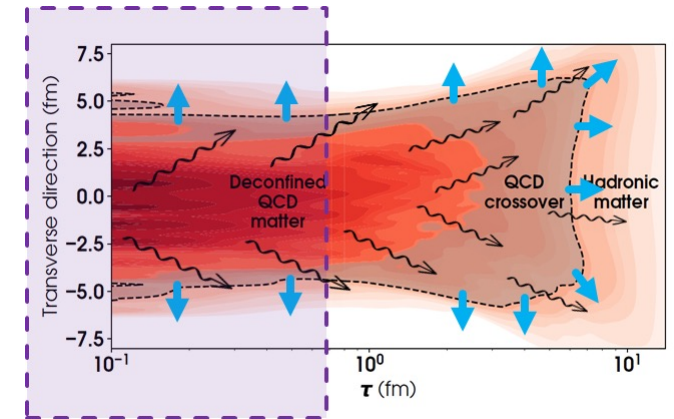 Transverse direction (fm)
7.5
5.0
2.5
0.0
−2.5
−5.0
−7.5
Deconfined
QCD
matter
QCD
crossover
Hadronic
matter
10⁻¹
10⁰
10¹
τ (fm)